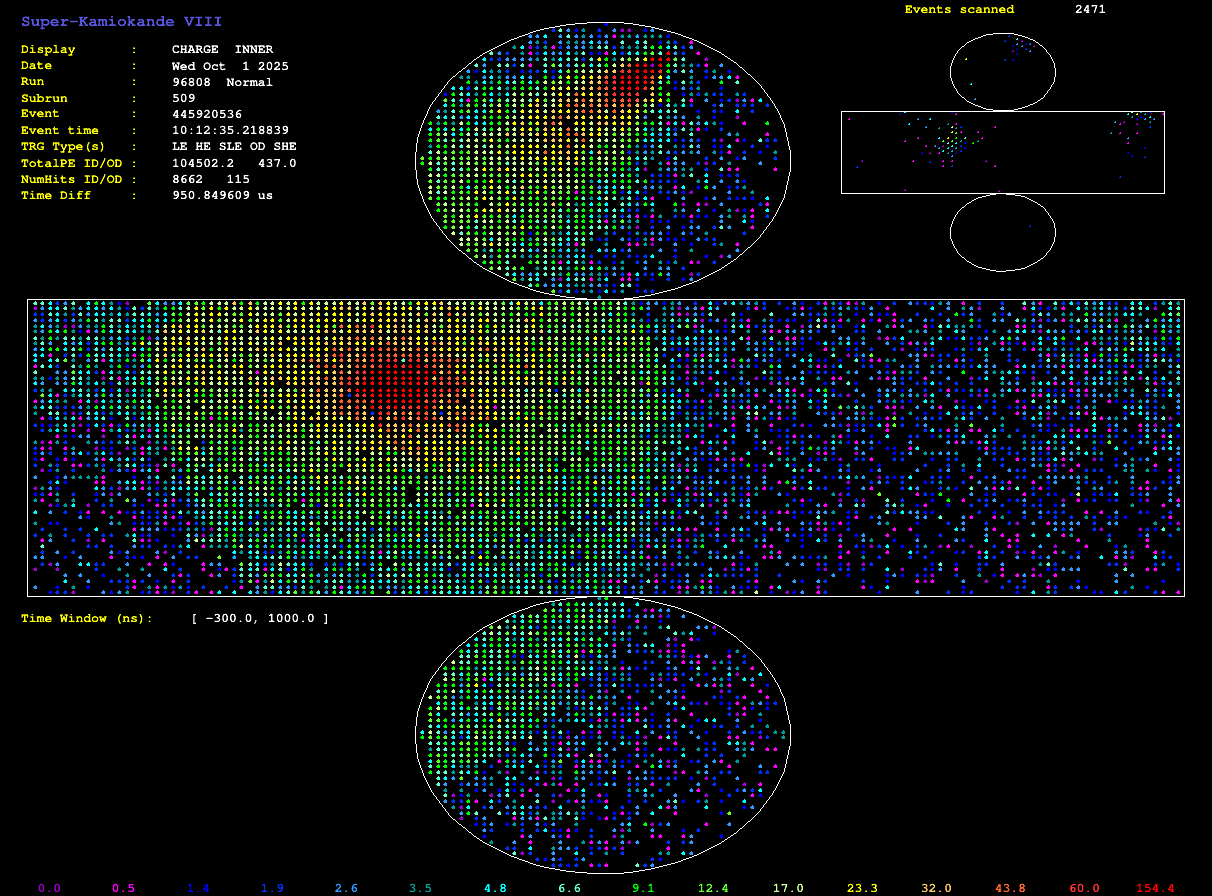 Super-Kamiokande VIII
Events scanned 2471
Display : CHARGE INNER
Date : Wed Oct 1 2025
Run : 96808 Normal
Subrun : 509
Event : 445920536
Event time : 10:12:35.218839
TRG Type(s) : LE HE SLE OD SHE
TotalPE ID/OD : 104502.2 437.0
NumHits ID/OD : 8662 115
Time Diff : 950.849609 us
Time Window (ns): [ -300.0, 1000.0 ]
0.0 0.5 1.4 1.9 2.6 3.5 4.8 6.6 9.1 12.4 17.0 23.3 32.0 43.8 60.0 154.4